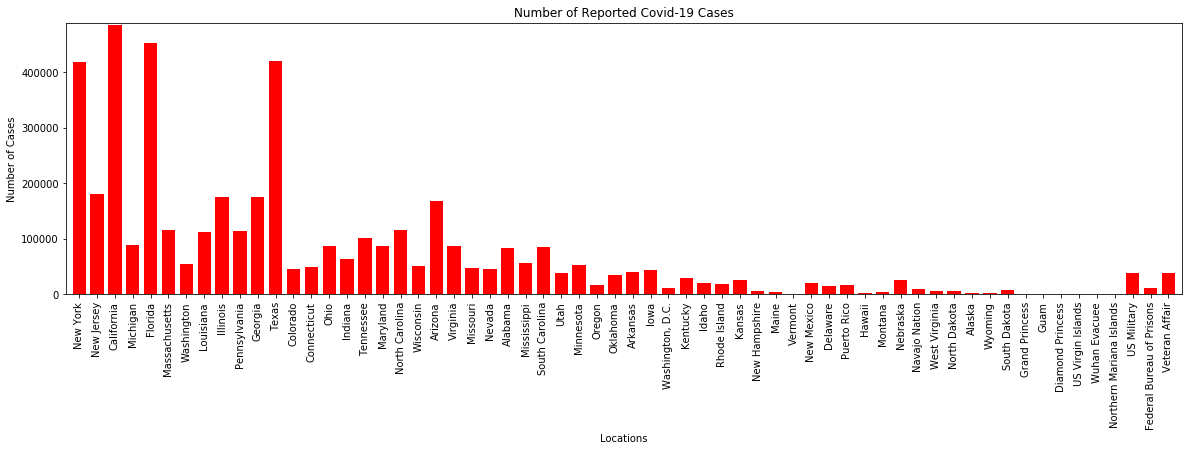 Number of Reported Covid-19 Cases
Number of Cases
400000
300000
200000
100000
0
New York
New Jersey
California
Michigan
Florida
Massachusetts
Washington
Louisiana
Illinois
Pennsylvania
Georgia
Texas
Colorado
Connecticut
Ohio
Indiana
Tennessee
Maryland
North Carolina
Wisconsin
Arizona
Virginia
Missouri
Nevada
Alabama
Mississippi
South Carolina
Utah
Minnesota
Oregon
Oklahoma
Arkansas
Iowa
Washington, D.C.
Kentucky
Idaho
Rhode Island
Kansas
New Hampshire
Maine
Vermont
New Mexico
Delaware
Puerto Rico
Hawaii
Montana
Nebraska
Navajo Nation
West Virginia
North Dakota
Alaska
Wyoming
South Dakota
Grand Princess
Guam
Diamond Princess
US Virgin Islands
Wuhan Evacuee
Northern Mariana Islands
US Military
Federal Bureau of Prisons
Veteran Affair
Locations